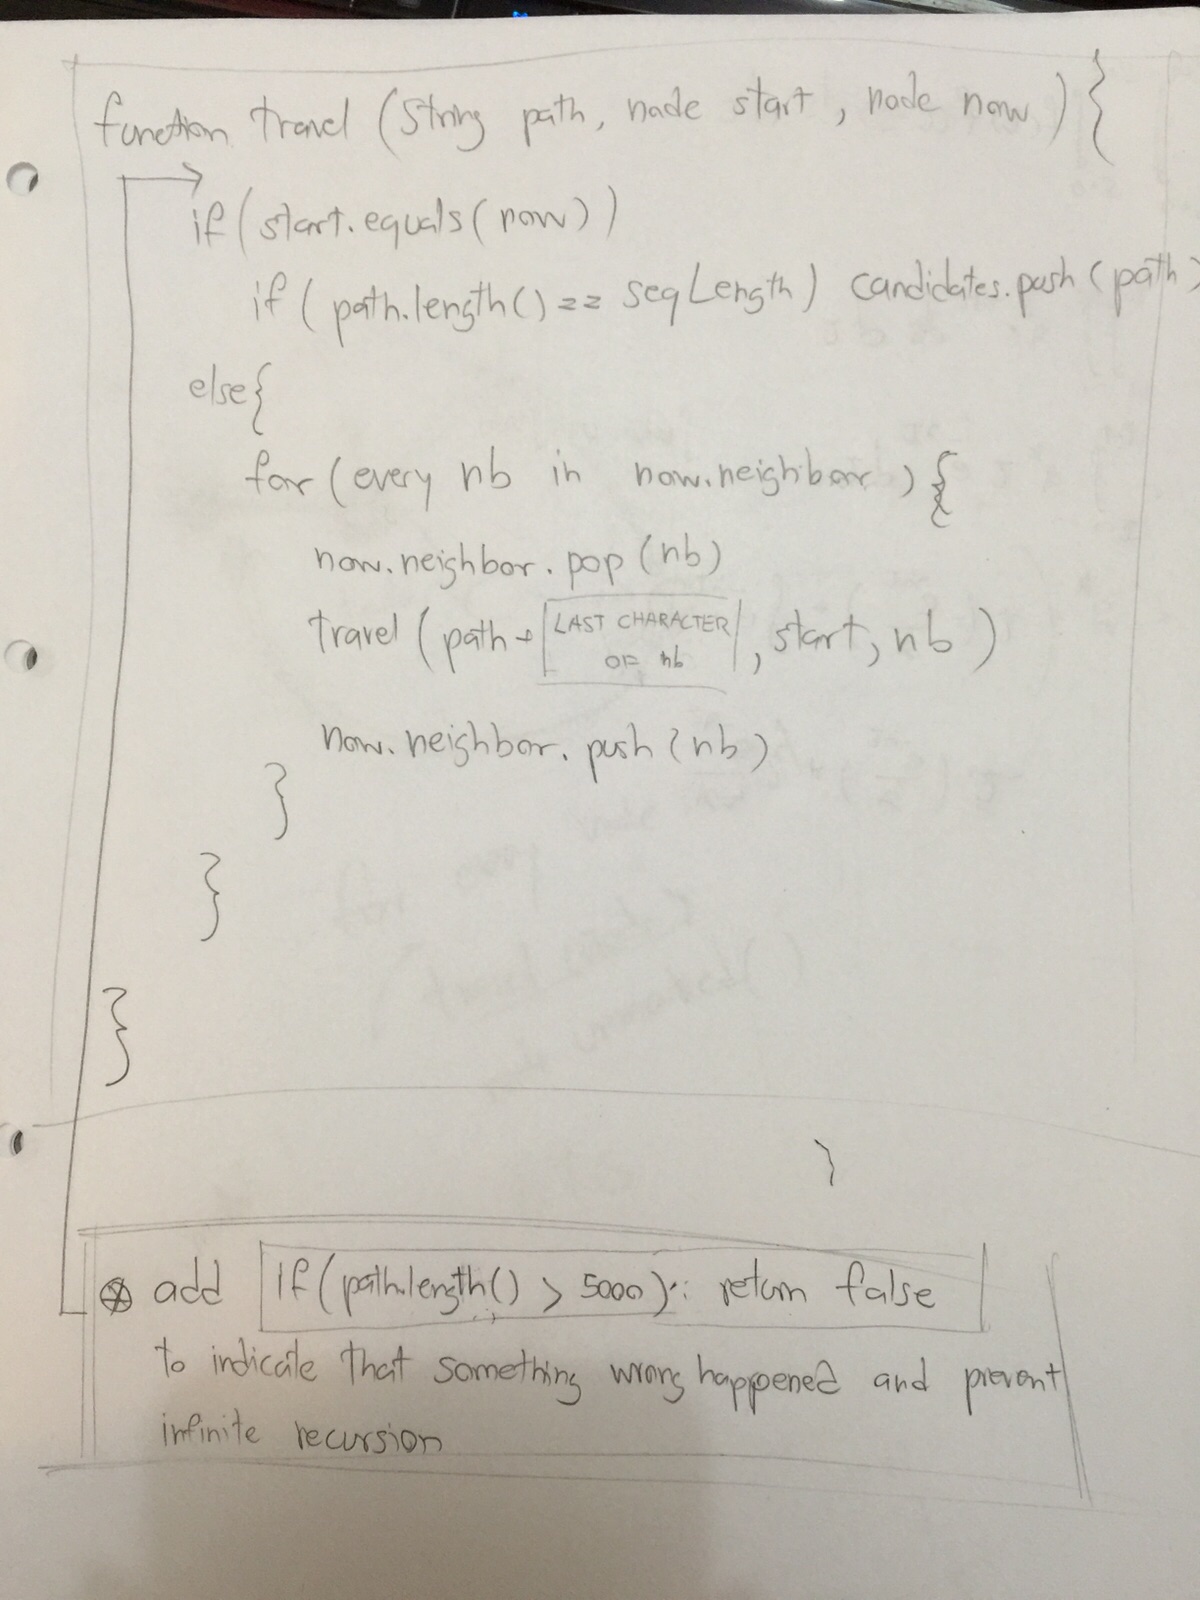 function travel (String path, node start, node now) {
if (start.equals(now))
if (path.length() == seqLength) candidates.push(path)
else{
for (every nb in now.neighbor) {
now.neighbor.pop(nb)
travel (path + LAST CHARACTER OF nb, start, nb)
now.neighbor.push(nb)
}
}
}
}
⊗ add if(path.length() > 5000): return false
to indicate that something wrong happened and prevent
infinite recursion